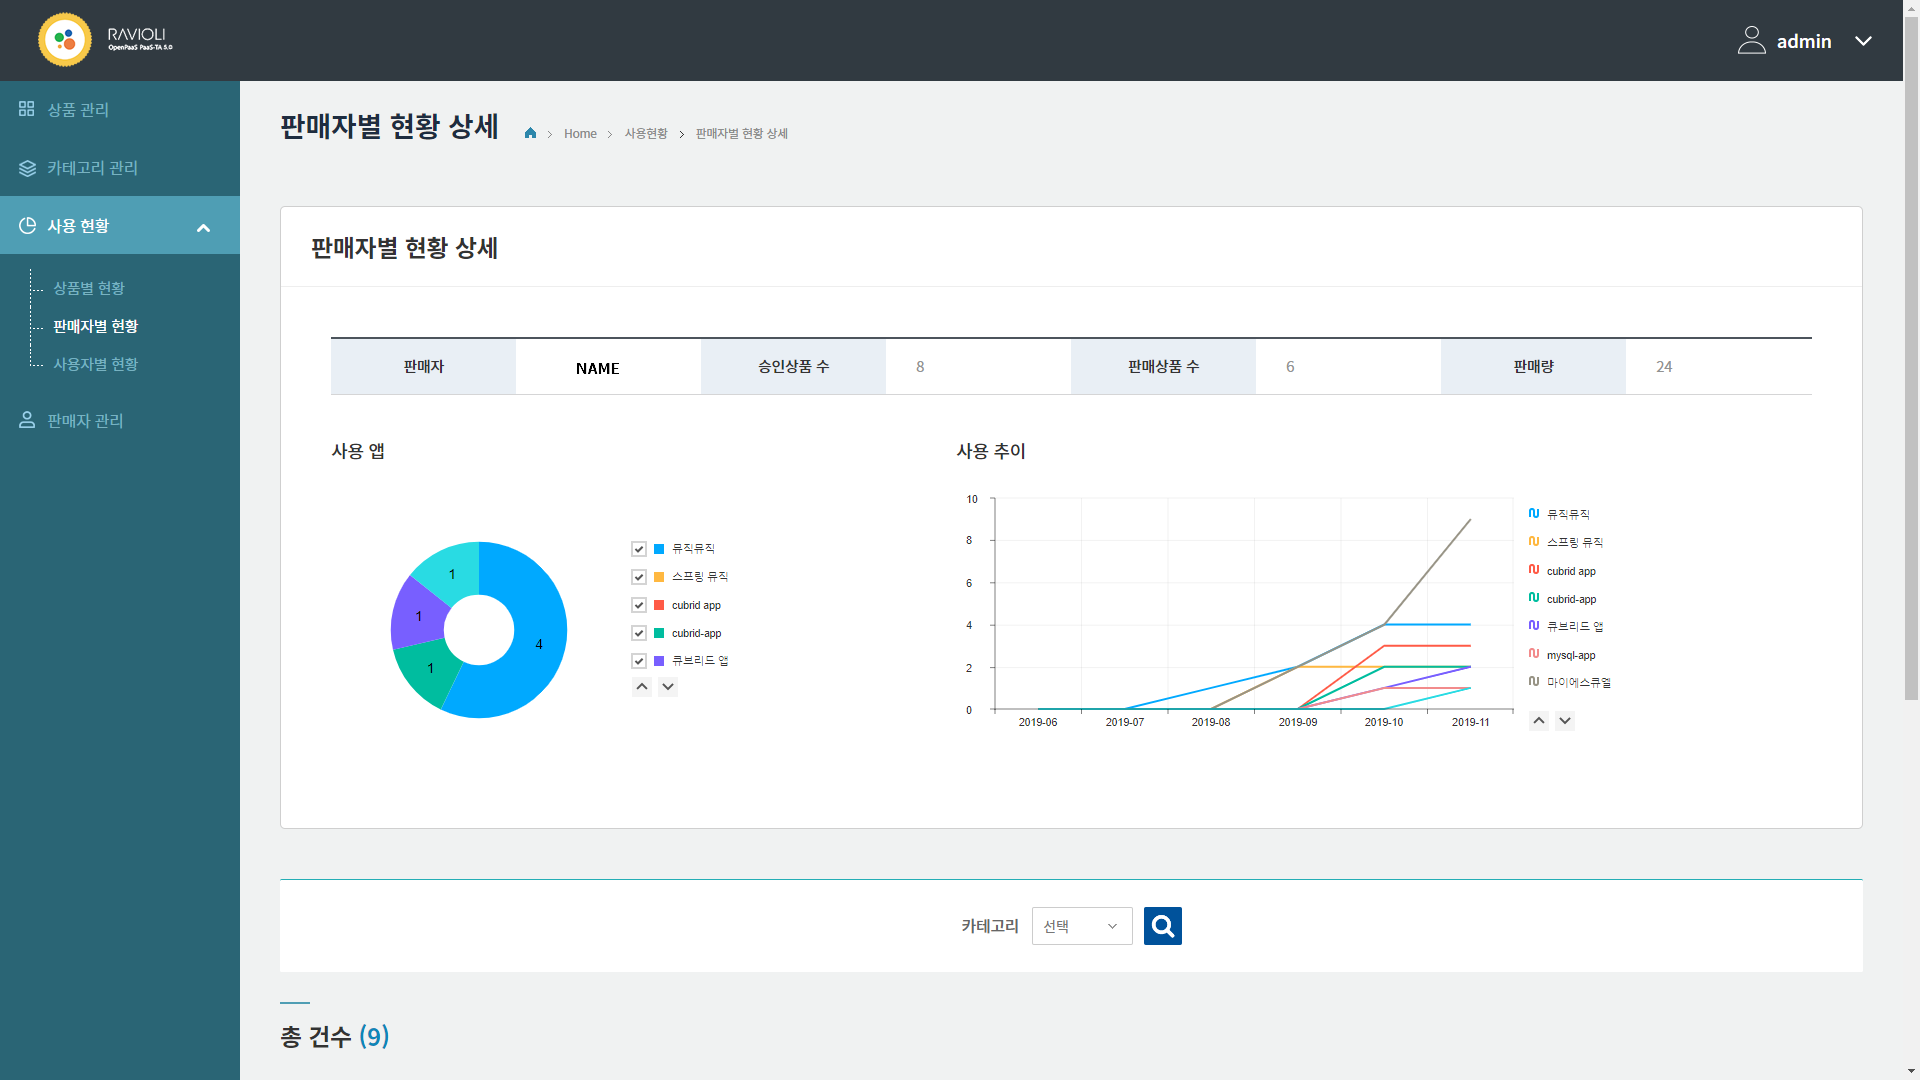 RAVIOLI
OpenPaaS PaaS-TA 5.0
admin
상품 관리
카테고리 관리
사용 현황
상품별 현황
판매자별 현황
사용자별 현황
판매자 관리
판매자별 현황 상세
Home 사용현황 판매자별 현황 상세
판매자별 현황 상세
판매자 NAME 승인상품 수 8 판매상품 수 6 판매량 24
사용 앱
1
1
1
4
뮤직뮤직
스프링 뮤직
cubrid app
cubrid-app
큐브리드 앱
사용 추이
10
8
6
4
2
0
2019-06 2019-07 2019-08 2019-09 2019-10 2019-11
뮤직뮤직
스프링 뮤직
cubrid app
cubrid-app
큐브리드 앱
mysql-app
마이에스큐엘
카테고리 선택
총 건수 (9)